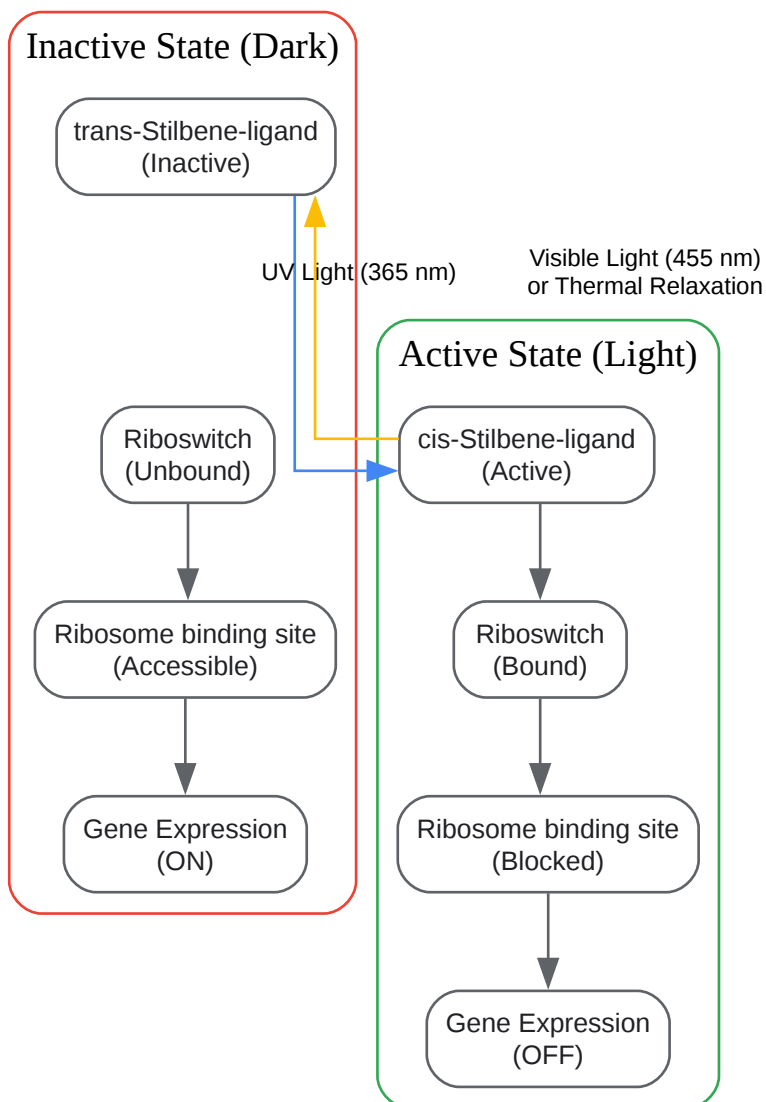 Inactive State (Dark)
trans-Stilbene-ligand
(Inactive)
UV Light (365 nm)
Visible Light (455 nm)
or Thermal Relaxation
Riboswitch
(Unbound)
Ribosome binding site
(Accessible)
Gene Expression
(ON)
Active State (Light)
cis-Stilbene-ligand
(Active)
Riboswitch
(Bound)
Ribosome binding site
(Blocked)
Gene Expression
(OFF)